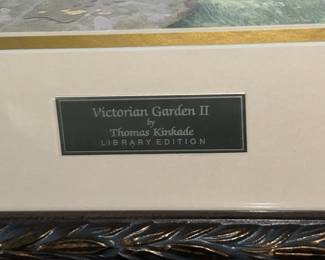 Victorian Garden II
by
Thomas Kinkade
LIBRARY EDITION